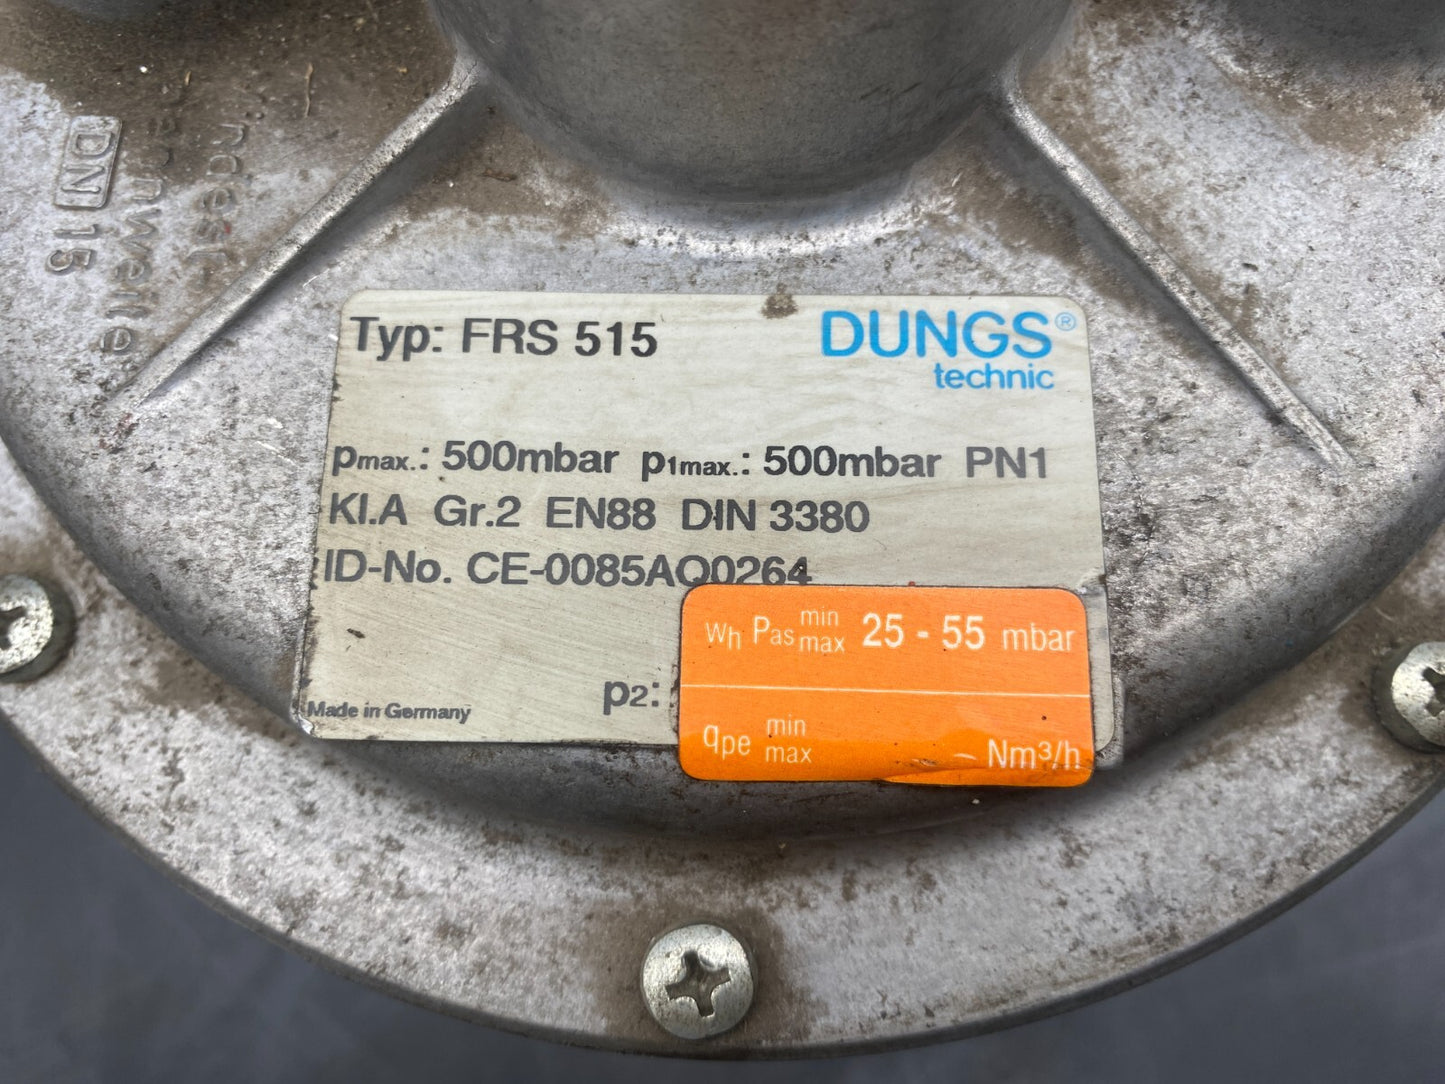 Typ: FRS 515
DUNGS®
technic
pmax.: 500mbar p1max.: 500mbar PN1
Kl.A Gr.2 EN88 DIN 3380
ID-No. CE-0085AQ0264
Wh Pas min max 25 - 55 mbar
p2:
Made in Germany
qpe min max – Nm³/h
DN 15